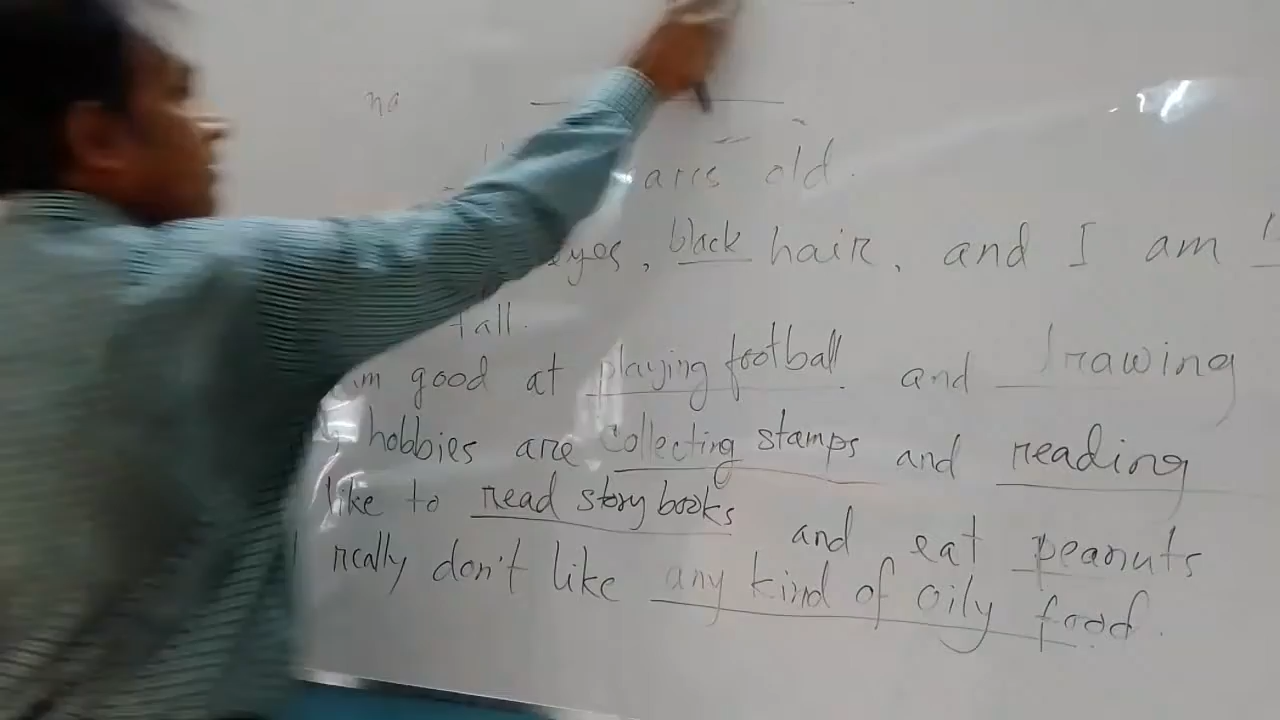 na
old.
eyes, black hair, and I am
tall.
am good at playing football and drawing
hobbies are collecting stamps and reading
like to read story books and eat peanuts
really don't like any kind of oily food.